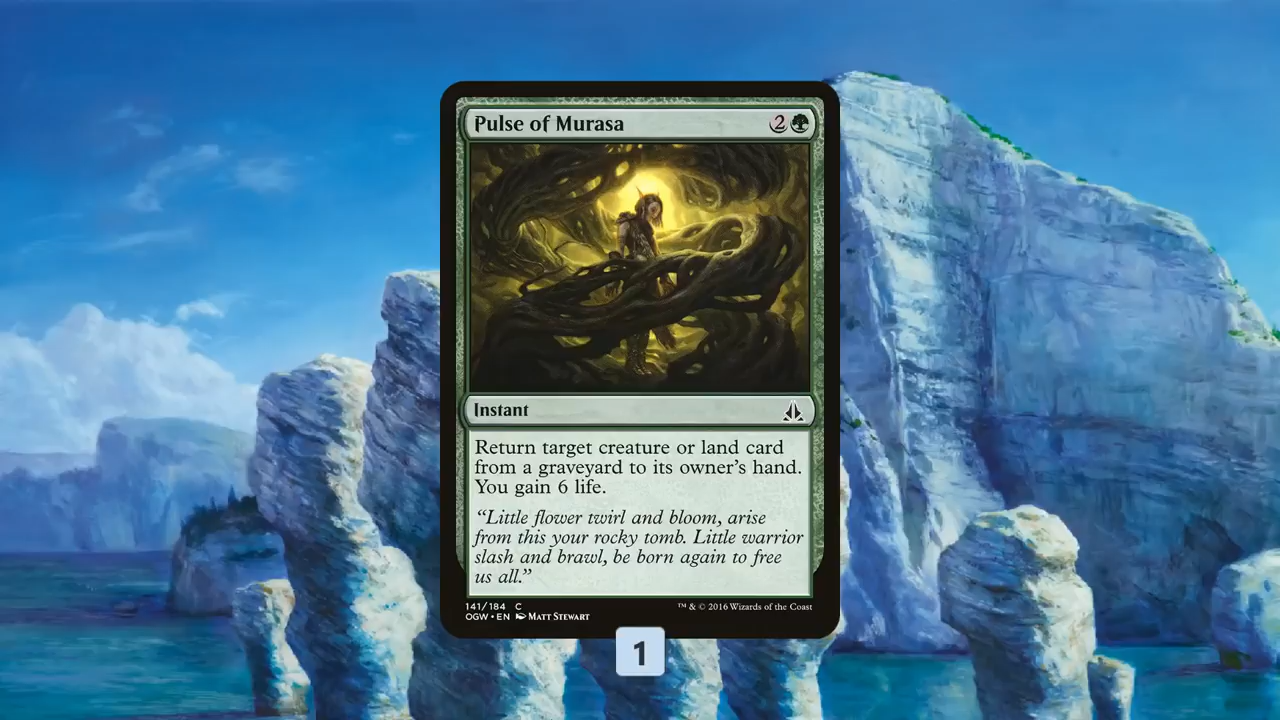 Pulse of Murasa 2
Instant
Return target creature or land card
from a graveyard to its owner's hand.
You gain 6 life.
“Little flower twirl and bloom, arise
from this your rocky tomb. Little warrior
slash and brawl, be born again to free
us all.”
141/184 C
OGW • EN Matt Stewart
™ & © 2016 Wizards of the Coast
1